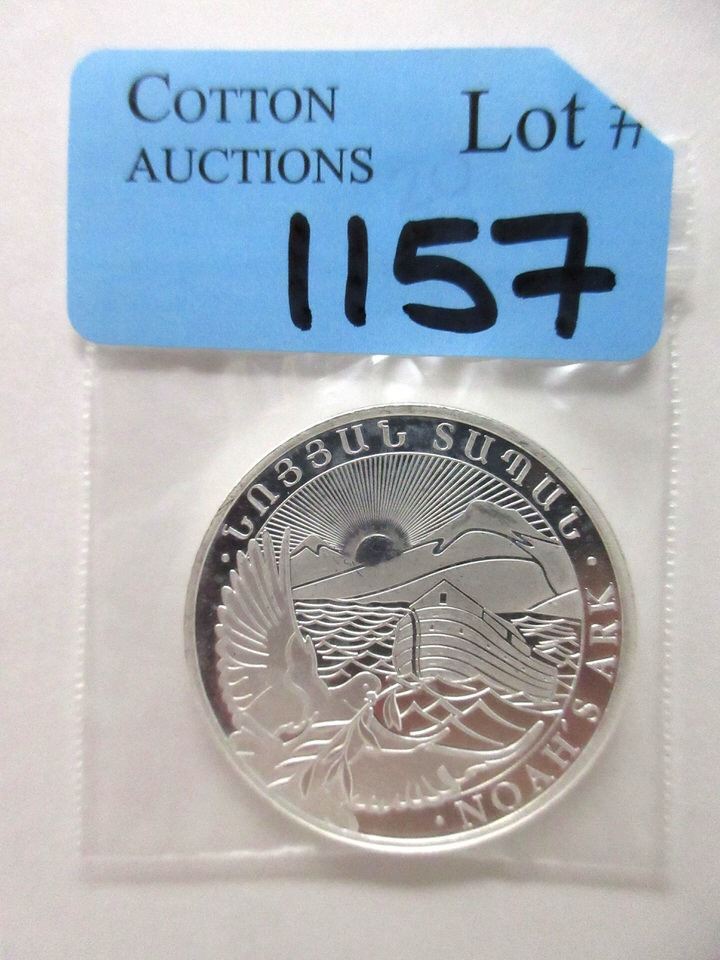 COTTON
AUCTIONS
Lot #
1157
· ՆՈՅՅԱՆ ՏԱՊԱՆ ·
· NOAH'S ARK